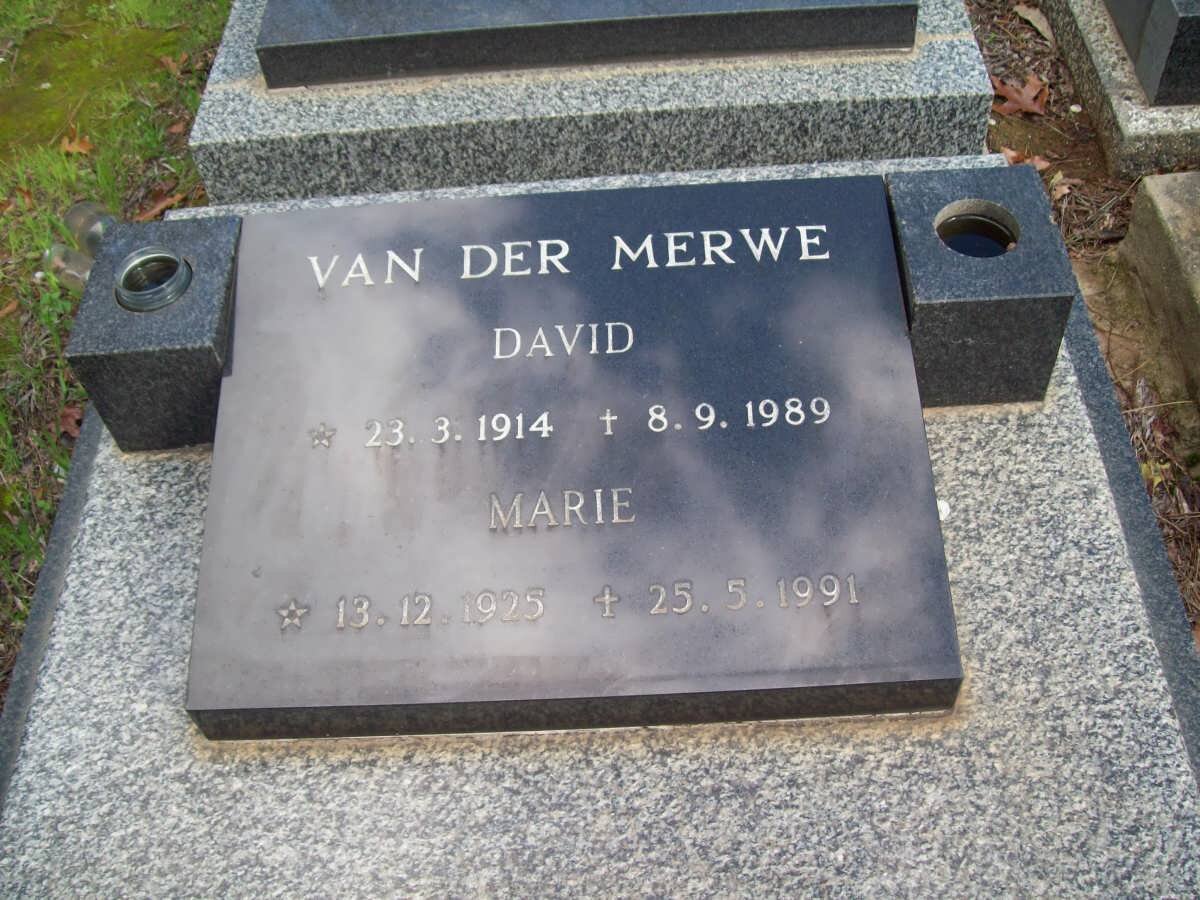 VAN DER MERWE
DAVID
☆ 23.3.1914 ✝ 8.9.1989
MARIE
☆ 13.12.1925 ✝ 25.5.1991